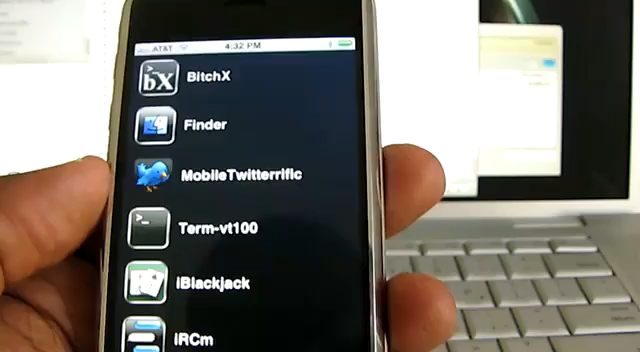 AT&T 4:32 PM
>_
bX BitchX
Finder
MobileTwitterrific
>_
Term-vt100
iBlackjack
iRCm